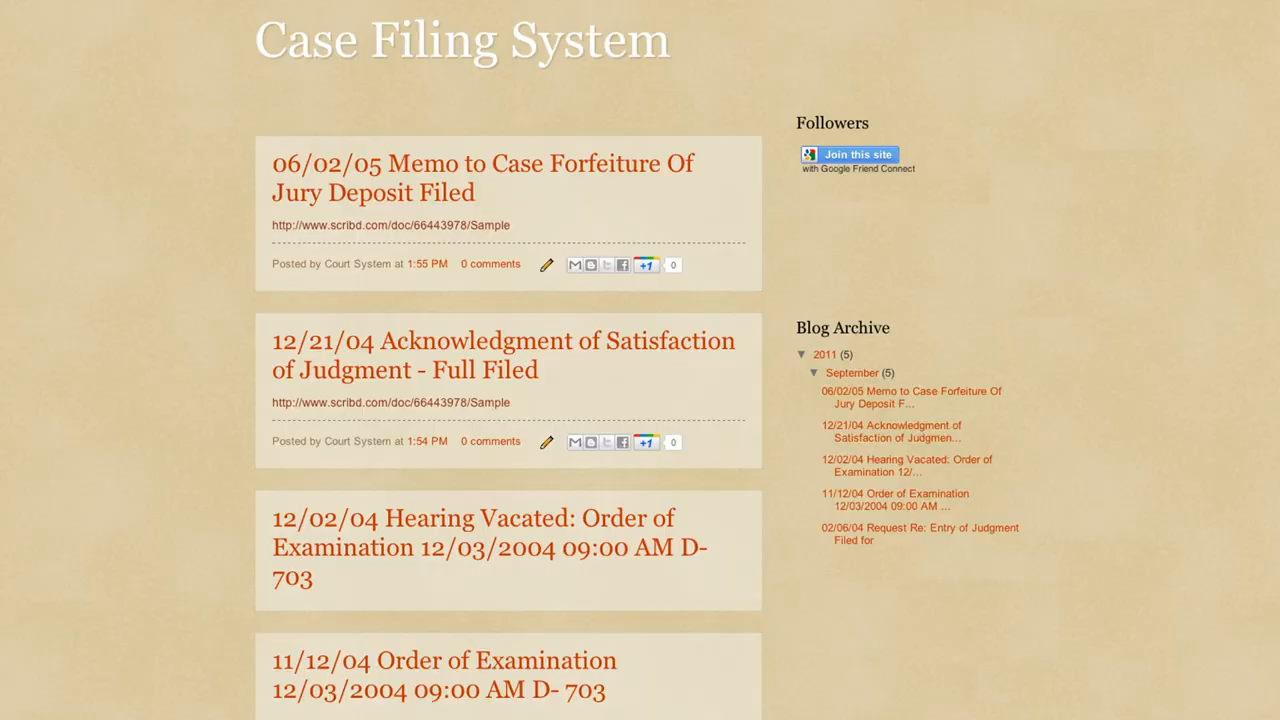 Case Filing System
06/02/05 Memo to Case Forfeiture Of
Jury Deposit Filed
http://www.scribd.com/doc/66443978/Sample
Posted by Court System at 1:55 PM 0 comments
+1 0
12/21/04 Acknowledgment of Satisfaction
of Judgment - Full Filed
http://www.scribd.com/doc/66443978/Sample
Posted by Court System at 1:54 PM 0 comments
+1 0
12/02/04 Hearing Vacated: Order of
Examination 12/03/2004 09:00 AM D-
703
11/12/04 Order of Examination
12/03/2004 09:00 AM D- 703
Followers
Join this site
with Google Friend Connect
Blog Archive
▼ 2011 (5)
▼ September (5)
06/02/05 Memo to Case Forfeiture Of
Jury Deposit F...
12/21/04 Acknowledgment of
Satisfaction of Judgmen...
12/02/04 Hearing Vacated: Order of
Examination 12/...
11/12/04 Order of Examination
12/03/2004 09:00 AM ...
02/06/04 Request Re: Entry of Judgment
Filed for